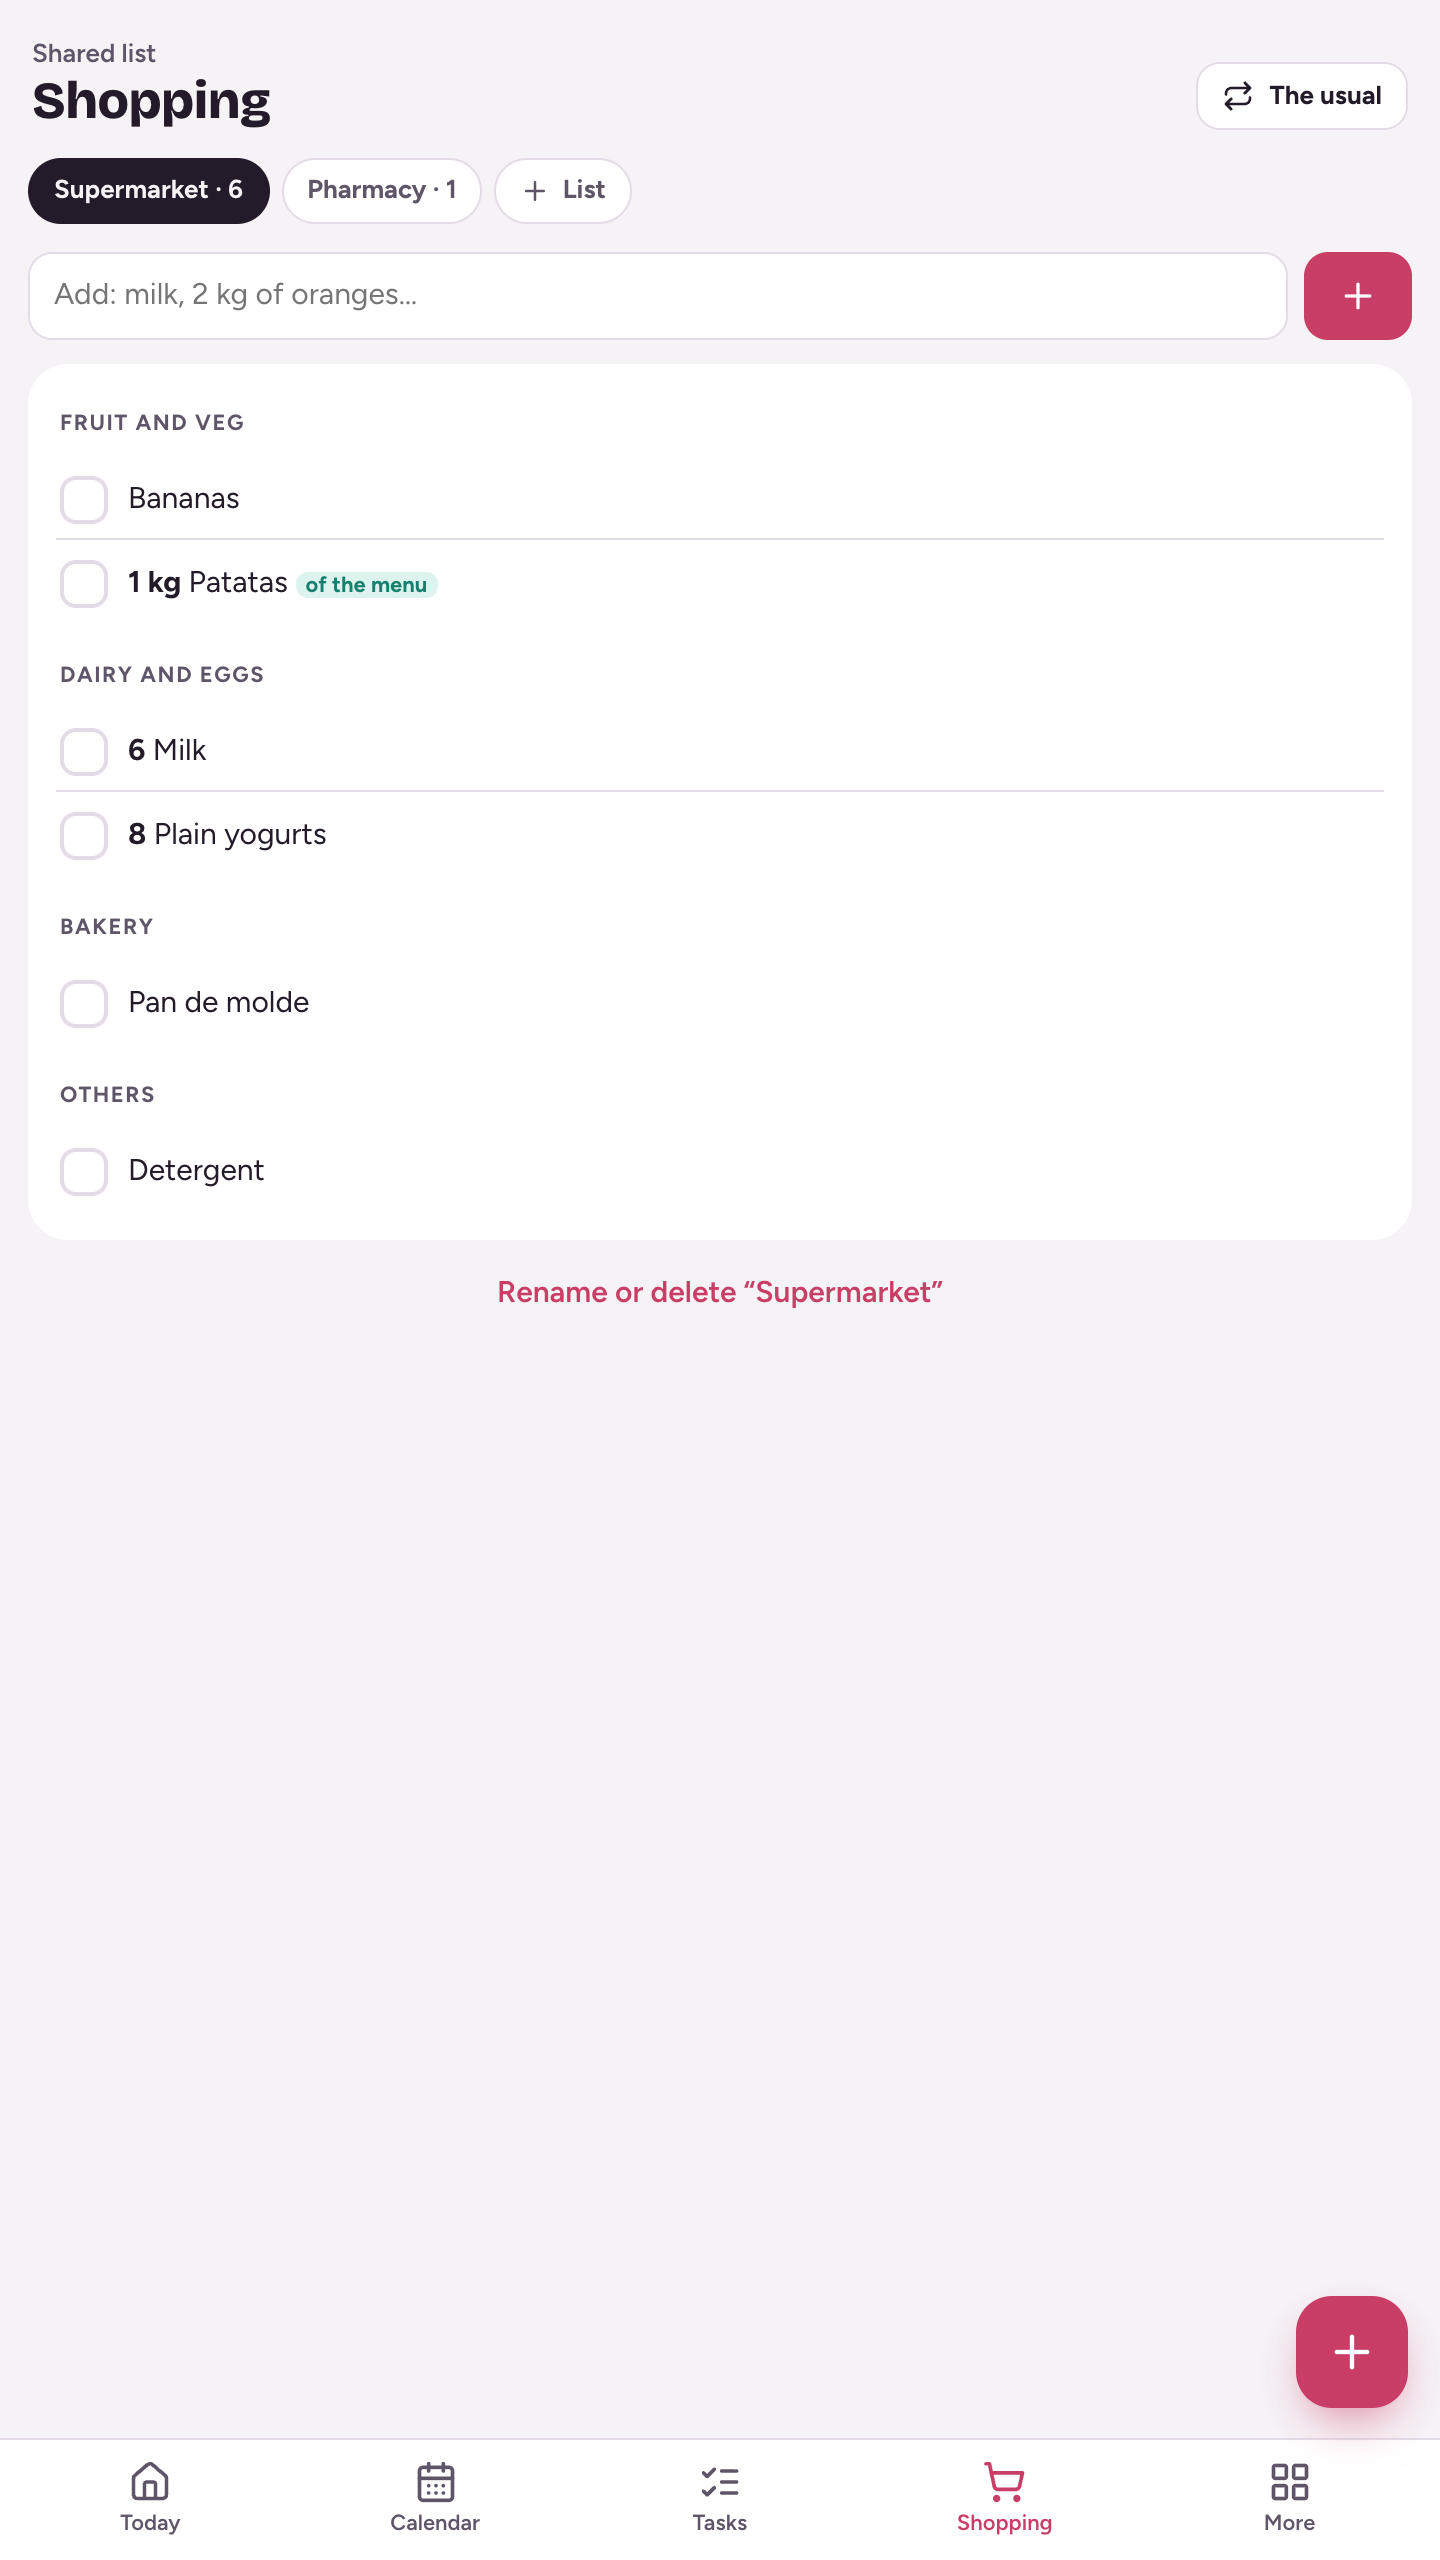 Shared list
Shopping
The usual
Supermarket · 6
Pharmacy · 1
List
Add: milk, 2 kg of oranges...
FRUIT AND VEG
Bananas
1 kg Patatas of the menu
DAIRY AND EGGS
6 Milk
8 Plain yogurts
BAKERY
Pan de molde
OTHERS
Detergent
Rename or delete “Supermarket”
Today
Calendar
Tasks
Shopping
More